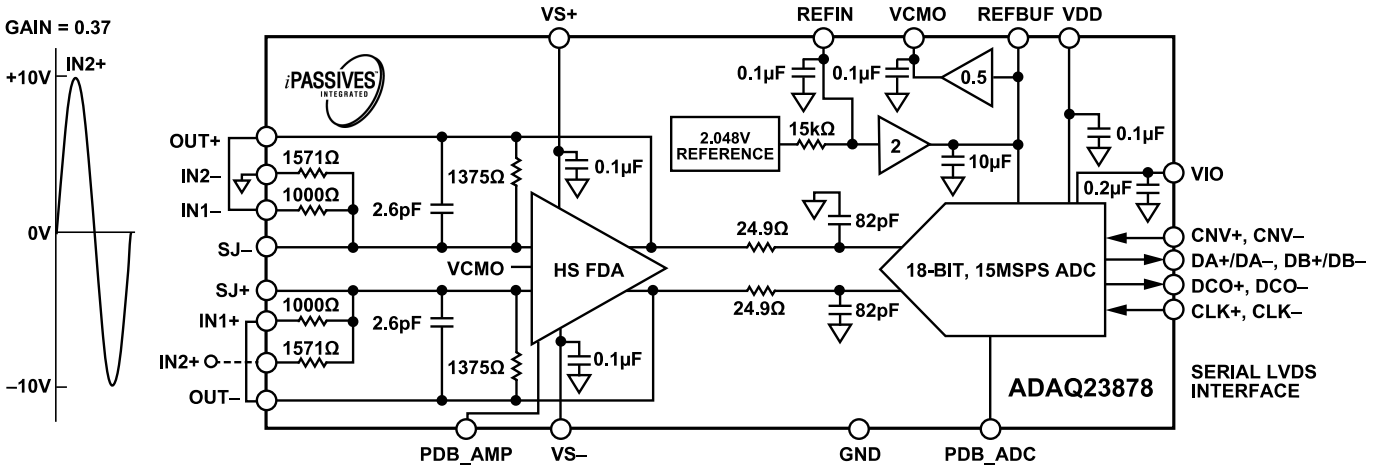 GAIN = 0.37
IN2+
+10V
0V
–10V
iPASSIVES™
INTEGRATED
VS+
REFIN
VCMO
REFBUF
VDD
0.1µF
0.1µF
0.5
2.048V
REFERENCE
15kΩ
2
10µF
0.1µF
0.2µF
VIO
OUT+
IN2–
IN1–
SJ–
SJ+
IN1+
IN2+
OUT–
1571Ω
1000Ω
2.6pF
1375Ω
0.1µF
VCMO
HS FDA
1000Ω
1571Ω
2.6pF
1375Ω
0.1µF
24.9Ω
82pF
24.9Ω
82pF
18-BIT, 15MSPS ADC
CNV+, CNV–
DA+/DA–, DB+/DB–
DCO+, DCO–
CLK+, CLK–
SERIAL LVDS
INTERFACE
ADAQ23878
PDB_AMP
VS–
GND
PDB_ADC